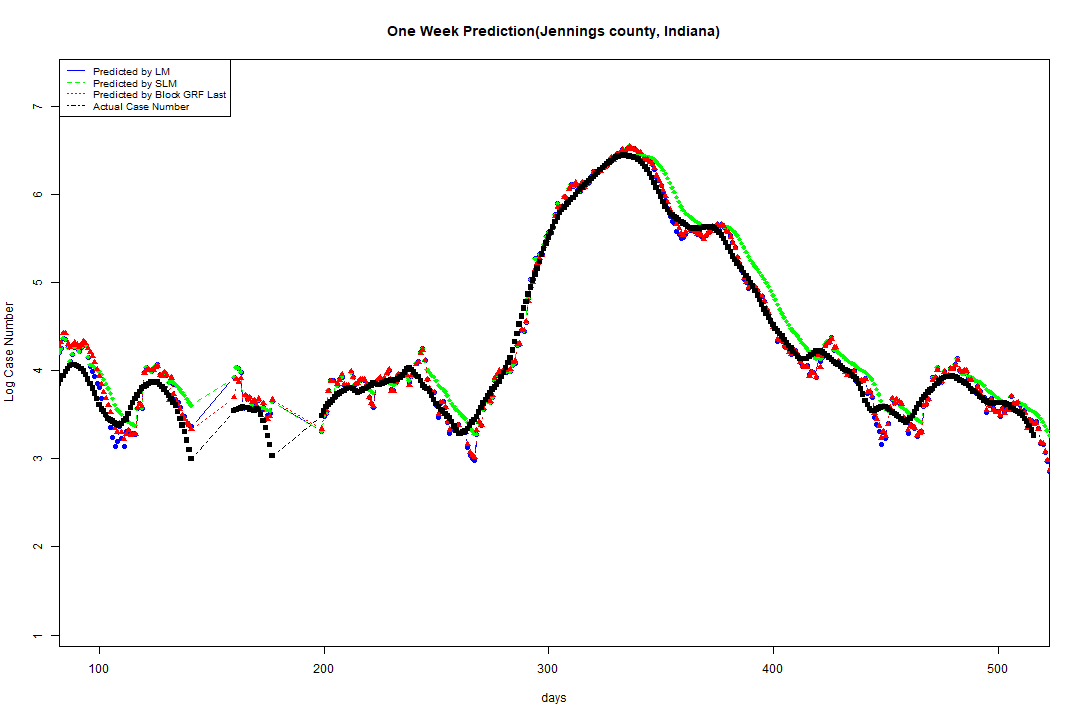 One Week Prediction(Jennings county, Indiana)
Predicted by LM
Predicted by SLM
Predicted by Block GRF Last
Actual Case Number
Log Case Number
7
6
5
4
3
2
1
100 200 300 400 500
days